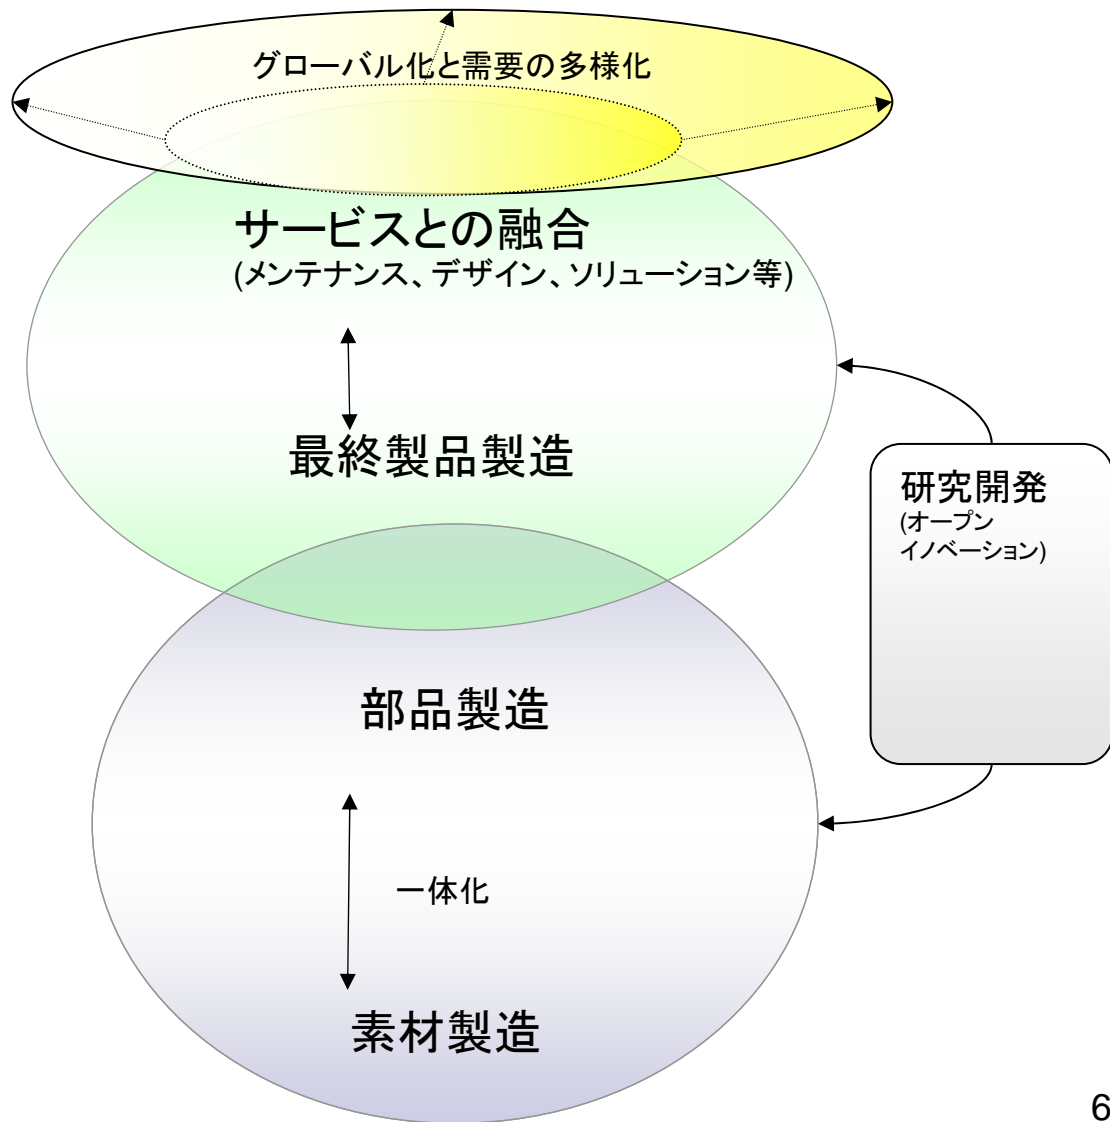 グローバル化と需要の多様化
サービスとの融合
(メンテナンス、デザイン、ソリューション等)
最終製品製造
研究開発
(オープン
イノベーション)
部品製造
一体化
素材製造
6